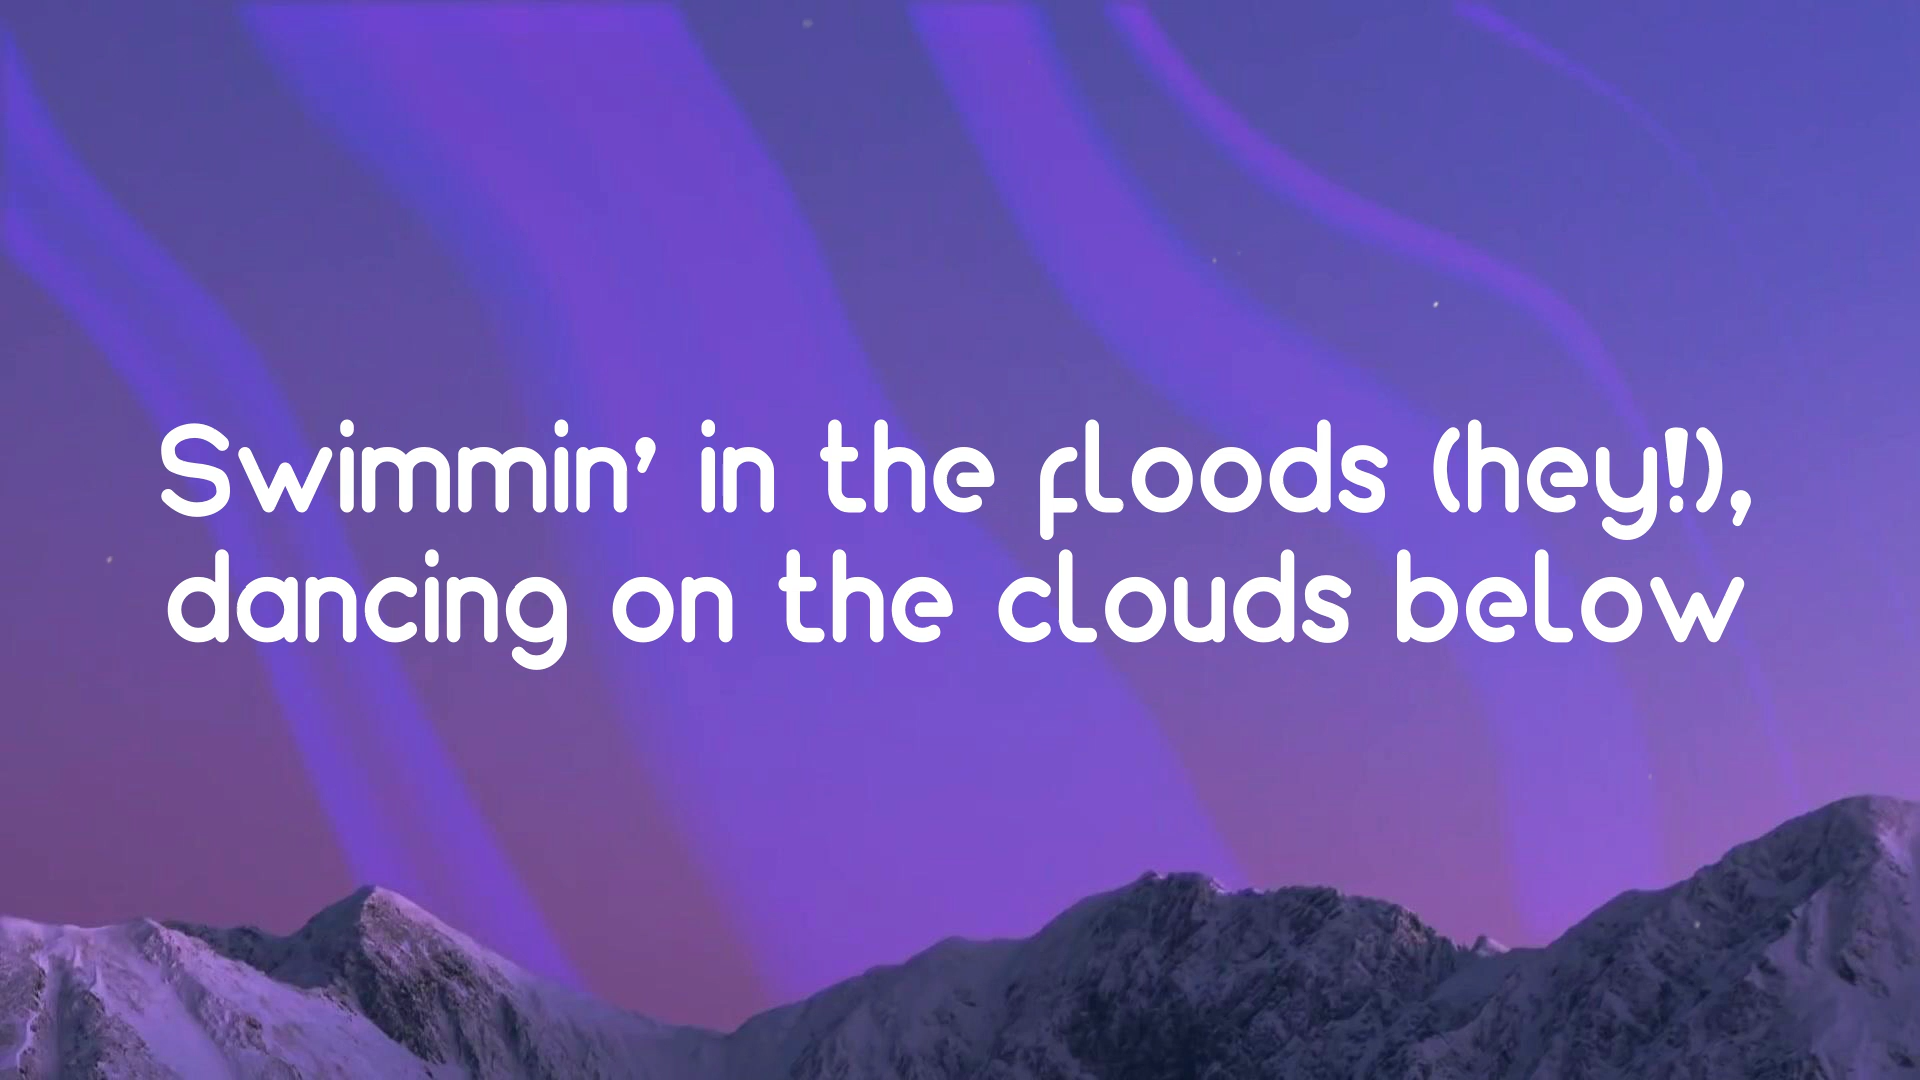 Swimmin’ in the floods (hey!),
dancing on the clouds below